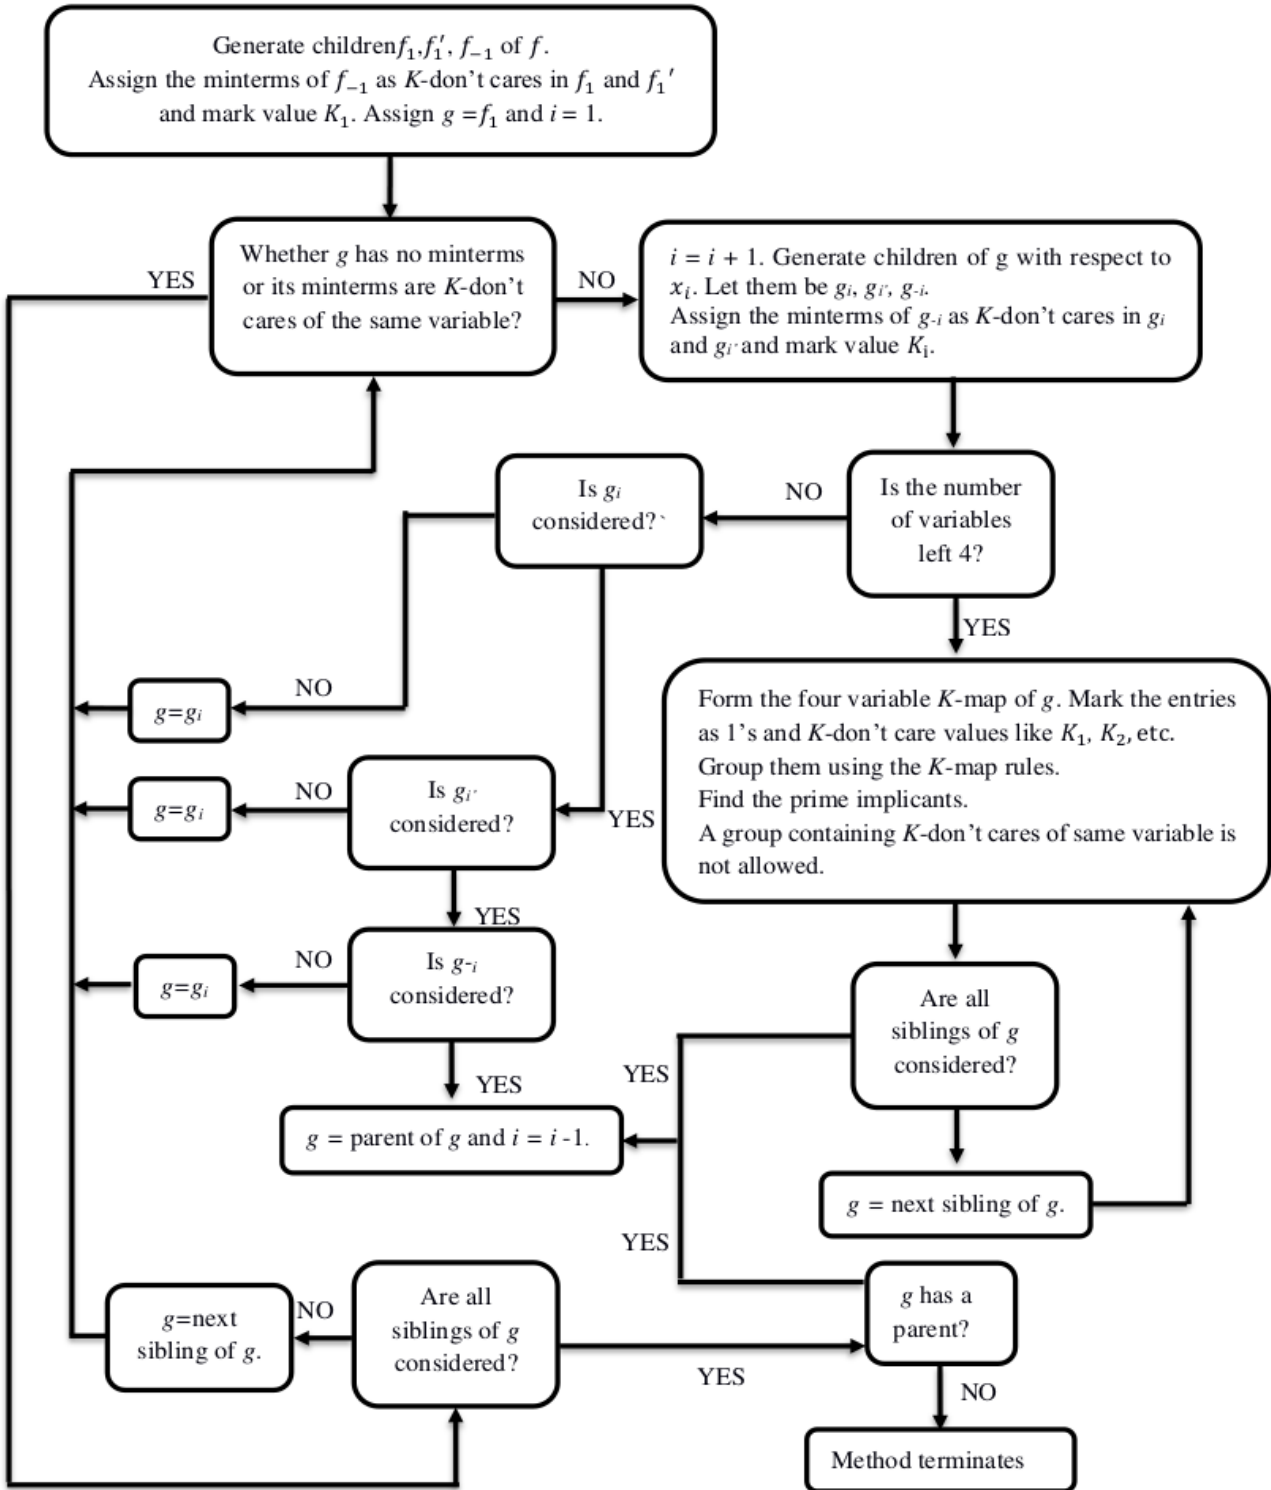 Generate children f₁, f₁′, f₋₁ of f.
Assign the minterms of f₋₁ as K-don't cares in f₁ and f₁′
and mark value K₁. Assign g =f₁ and i = 1.
Whether g has no minterms
or its minterms are K-don't
cares of the same variable?
YES
NO
i = i + 1. Generate children of g with respect to
xᵢ. Let them be gᵢ, gᵢ′, g₋ᵢ.
Assign the minterms of g₋ᵢ as K-don't cares in gᵢ
and gᵢ′ and mark value Kᵢ.
Is gᵢ
considered?`
NO
Is the number
of variables
left 4?
YES
NO
g=gᵢ
Form the four variable K-map of g. Mark the entries
as 1's and K-don't care values like K₁, K₂, etc.
Group them using the K-map rules.
Find the prime implicants.
A group containing K-don't cares of same variable is
not allowed.
g=gᵢ
NO
Is gᵢ′
considered?
YES
YES
g=gᵢ
NO
Is g-ᵢ
considered?
YES
Are all
siblings of g
considered?
YES
g = parent of g and i = i -1.
g = next sibling of g.
YES
g=next
sibling of g.
NO
Are all
siblings of g
considered?
YES
g has a
parent?
NO
Method terminates